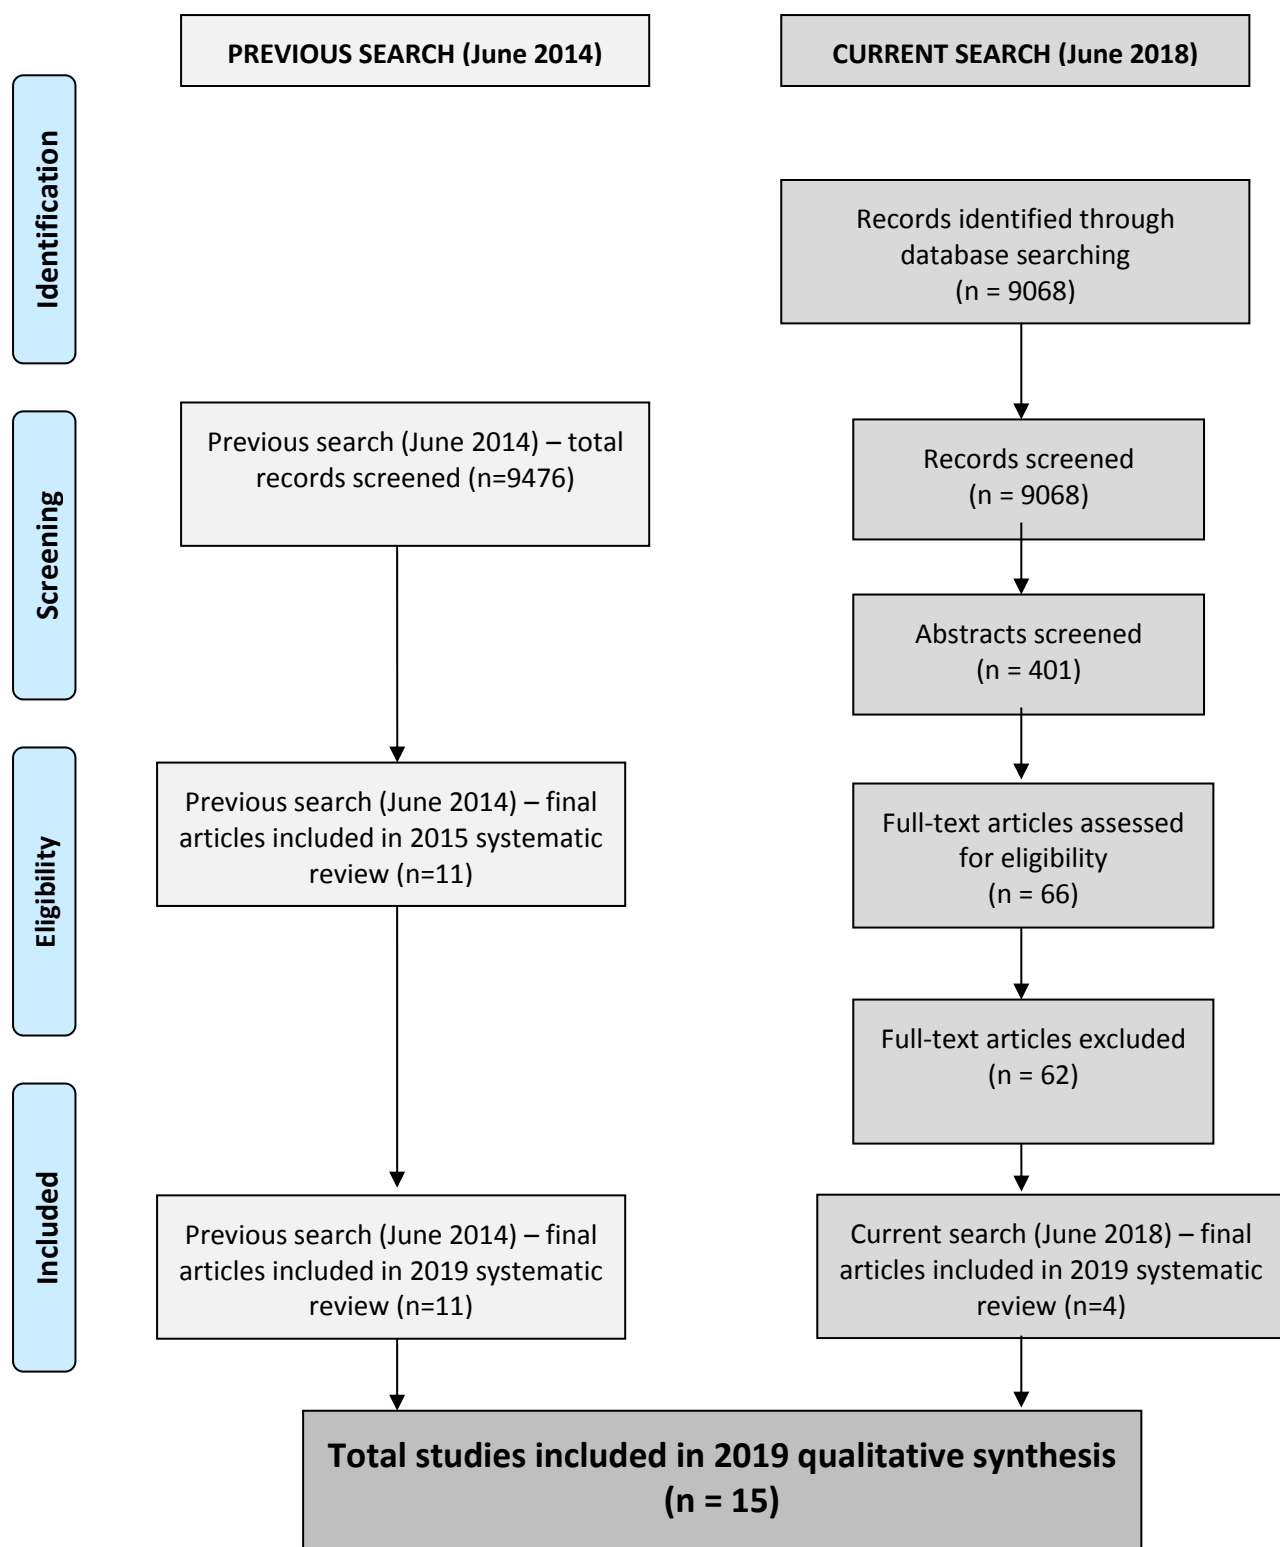 PREVIOUS SEARCH (June 2014)
CURRENT SEARCH (June 2018)
Identification
Records identified through
database searching
(n = 9068)
Screening
Previous search (June 2014) – total
records screened (n=9476)
Records screened
(n = 9068)
Abstracts screened
(n = 401)
Eligibility
Previous search (June 2014) – final
articles included in 2015 systematic
review (n=11)
Full-text articles assessed
for eligibility
(n = 66)
Full-text articles excluded
(n = 62)
Included
Previous search (June 2014) – final
articles included in 2019 systematic
review (n=11)
Current search (June 2018) – final
articles included in 2019 systematic
review (n=4)
Total studies included in 2019 qualitative synthesis
(n = 15)